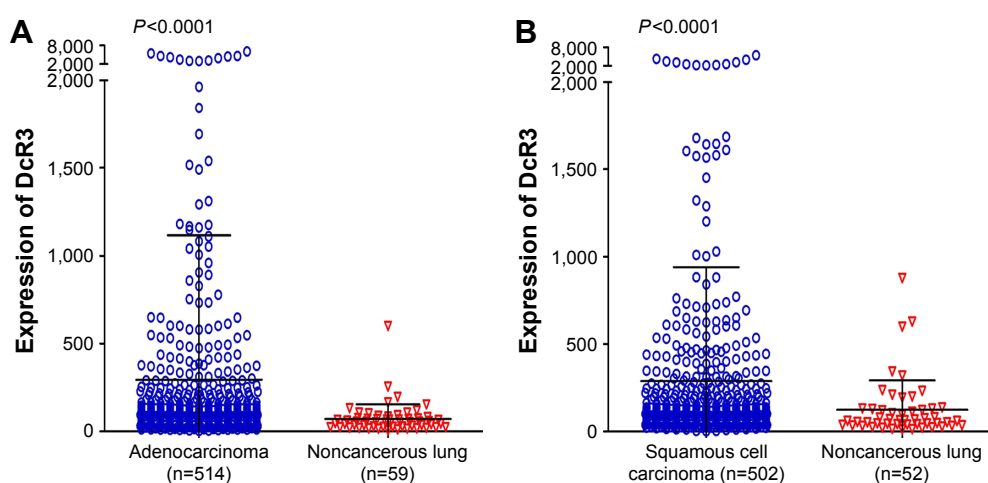 A
P<0.0001
Expression of DcR3
8,000
2,000
2,000
1,500
1,000
500
0
Adenocarcinoma
(n=514)
Noncancerous lung
(n=59)
B
P<0.0001
Expression of DcR3
8,000
2,000
2,000
1,500
1,000
500
0
Squamous cell
carcinoma (n=502)
Noncancerous lung
(n=52)